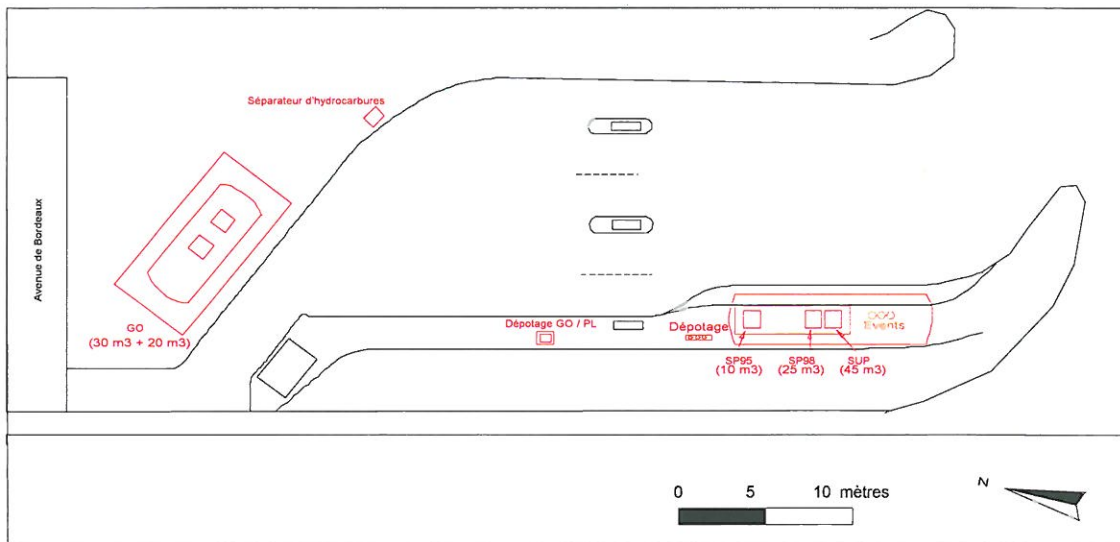 Séparateur d'hydrocarbures
Avenue de Bordeaux
GO
(30 m3 + 20 m3)
Dépotage GO / PL
Dépotage
Events
SP95
(10 m3)
SP98
(25 m3)
SUP
(45 m3)
0 5 10 mètres
N